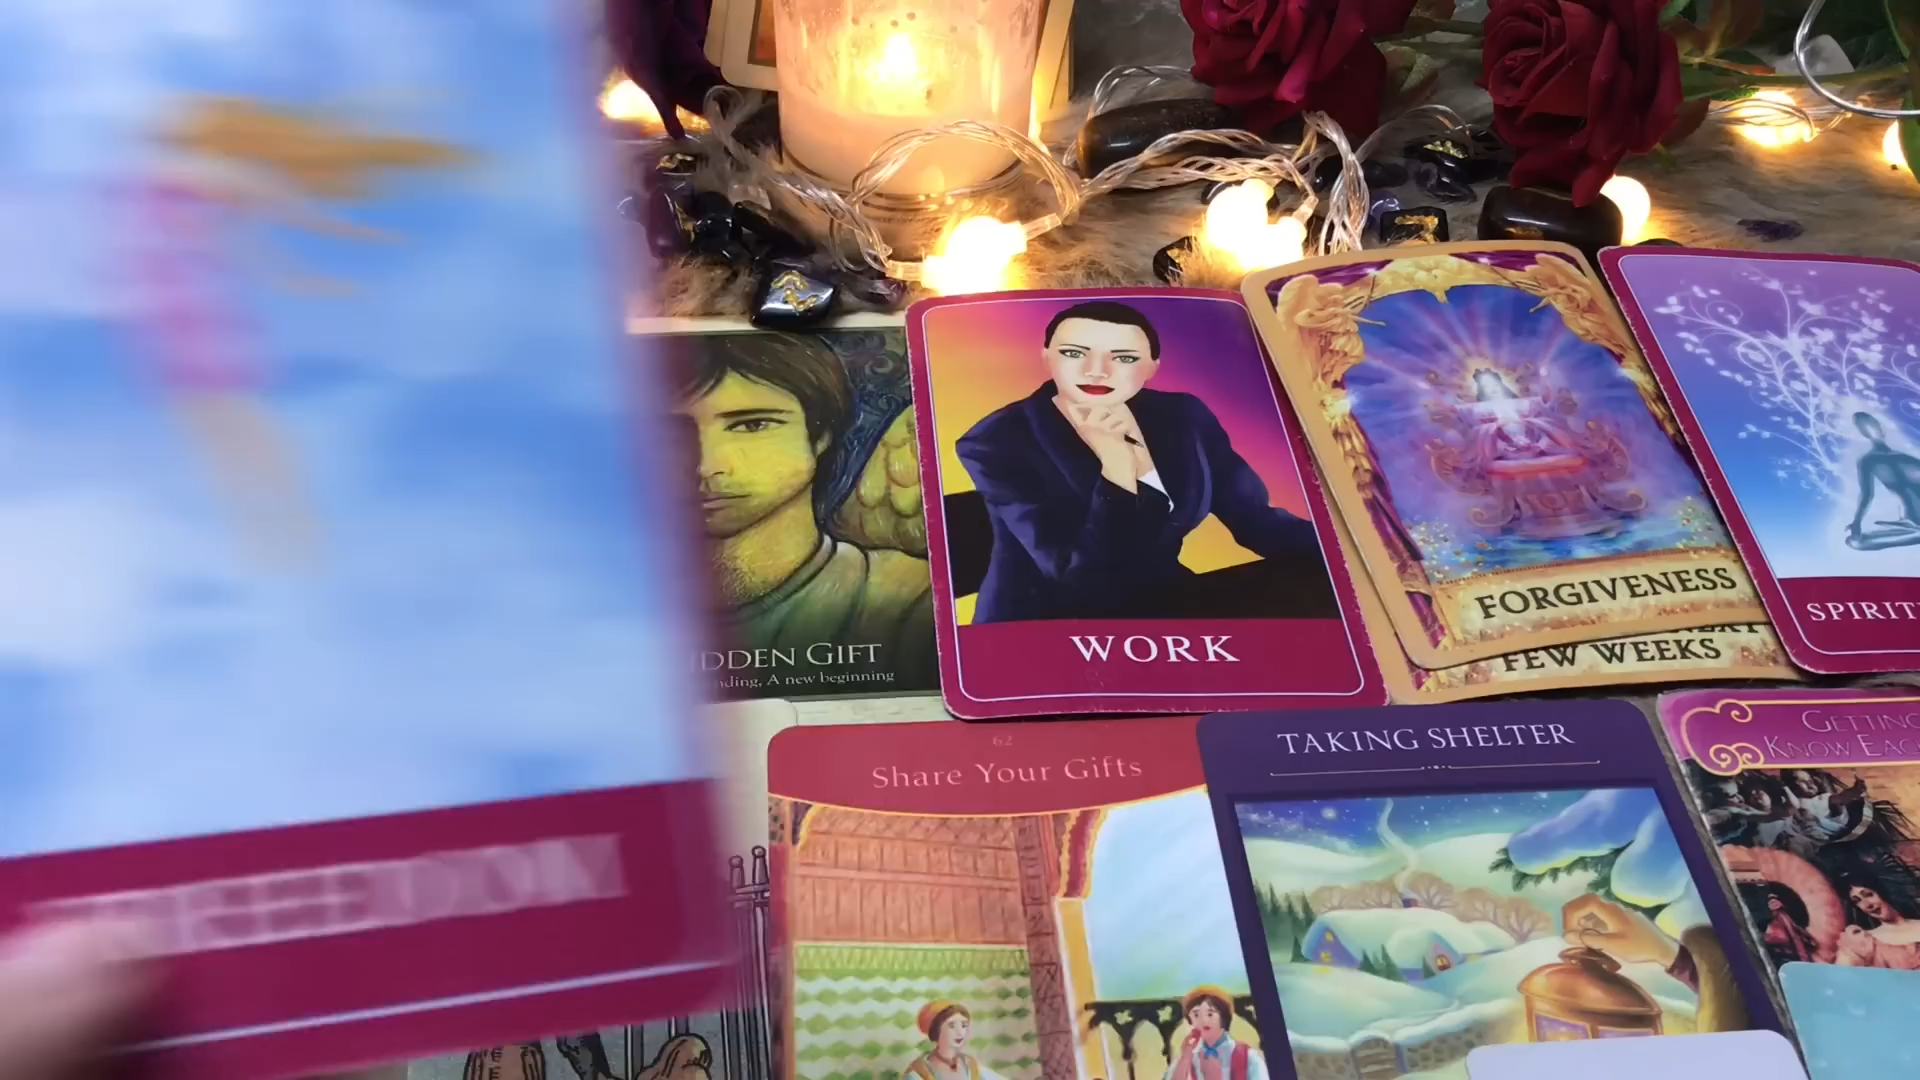 IDDEN GIFT
nding, A new beginning
WORK
FORGIVENESS
FEW WEEKS
SPIRIT
62
Share Your Gifts
TAKING SHELTER
GETTING
KNOW EAC
FREEDOM